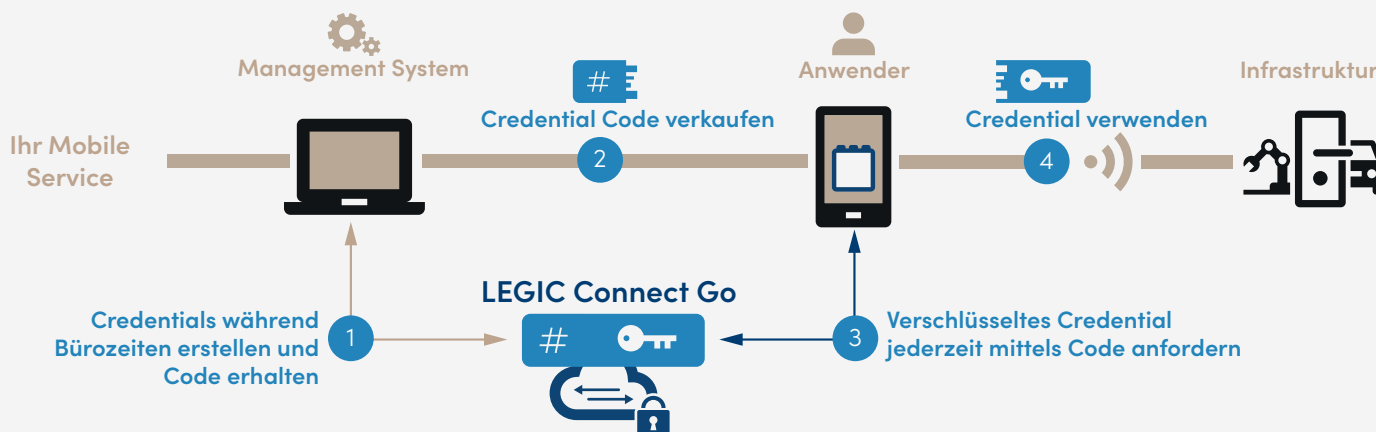 Management System
Anwender
Infrastruktur
#
Credential Code verkaufen
Credential verwenden
Ihr Mobile
Service
2
4
LEGIC Connect Go
Credentials während
Bürozeiten erstellen und
Code erhalten
1
#
3
Verschlüsseltes Credential
jederzeit mittels Code anfordern